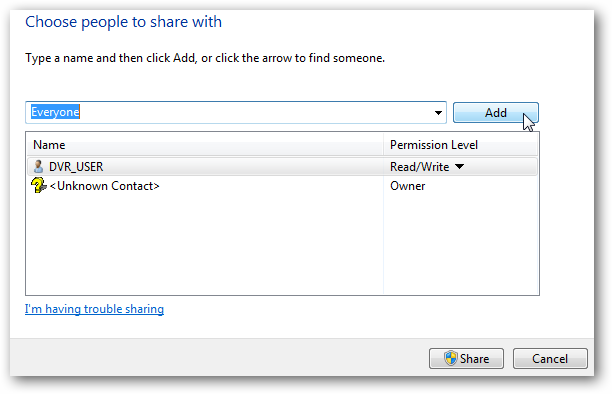 Choose people to share with
Type a name and then click Add, or click the arrow to find someone.
Everyone
Add
Name Permission Level
DVR_USER Read/Write
<Unknown Contact> Owner
I'm having trouble sharing
Share Cancel